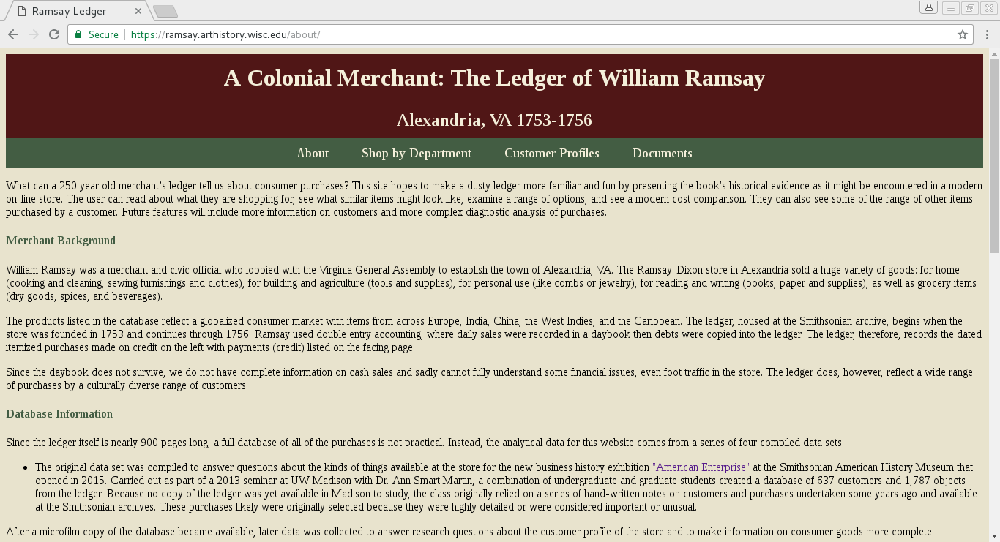 Ramsay Ledger
Secure https://ramsay.arthistory.wisc.edu/about/
A Colonial Merchant: The Ledger of William Ramsay
Alexandria, VA 1753-1756
About Shop by Department Customer Profiles Documents
What can a 250 year old merchant’s ledger tell us about consumer purchases? This site hopes to make a dusty ledger more familiar and fun by presenting the book's historical evidence as it might be encountered in a modern
on-line store. The user can read about what they are shopping for, see what similar items might look like, examine a range of options, and see a modern cost comparison. They can also see some of the range of other items
purchased by a customer. Future features will include more information on customers and more complex diagnostic analysis of purchases.
Merchant Background
William Ramsay was a merchant and civic official who lobbied with the Virginia General Assembly to establish the town of Alexandria, VA. The Ramsay-Dixon store in Alexandria sold a huge variety of goods: for home
(cooking and cleaning, sewing furnishings and clothes), for building and agriculture (tools and supplies), for personal use (like combs or jewelry), for reading and writing (books, paper and supplies), as well as grocery items
(dry goods, spices, and beverages).
The products listed in the database reflect a globalized consumer market with items from across Europe, India, China, the West Indies, and the Caribbean. The ledger, housed at the Smithsonian archive, begins when the
store was founded in 1753 and continues through 1756. Ramsay used double entry accounting, where daily sales were recorded in a daybook then debts were copied into the ledger. The ledger, therefore, records the dated
itemized purchases made on credit on the left with payments (credit) listed on the facing page.
Since the daybook does not survive, we do not have complete information on cash sales and sadly cannot fully understand some financial issues, even foot traffic in the store. The ledger does, however, reflect a wide range
of purchases by a culturally diverse range of customers.
Database Information
Since the ledger itself is nearly 900 pages long, a full database of all of the purchases is not practical. Instead, the analytical data for this website comes from a series of four compiled data sets.
• The original data set was compiled to answer questions about the kinds of things available at the store for the new business history exhibition "American Enterprise" at the Smithsonian American History Museum that
opened in 2015. Carried out as part of a 2013 seminar at UW Madison with Dr. Ann Smart Martin, a combination of undergraduate and graduate students created a database of 637 customers and 1,787 objects
from the ledger. Because no copy of the ledger was yet available in Madison to study, the class originally relied on a series of hand-written notes on customers and purchases undertaken some years ago and available
at the Smithsonian archives. These purchases likely were originally selected because they were highly detailed or were considered important or unusual.
After a microfilm copy of the database became available, later data was collected to answer research questions about the customer profile of the store and to make information on consumer goods more complete: